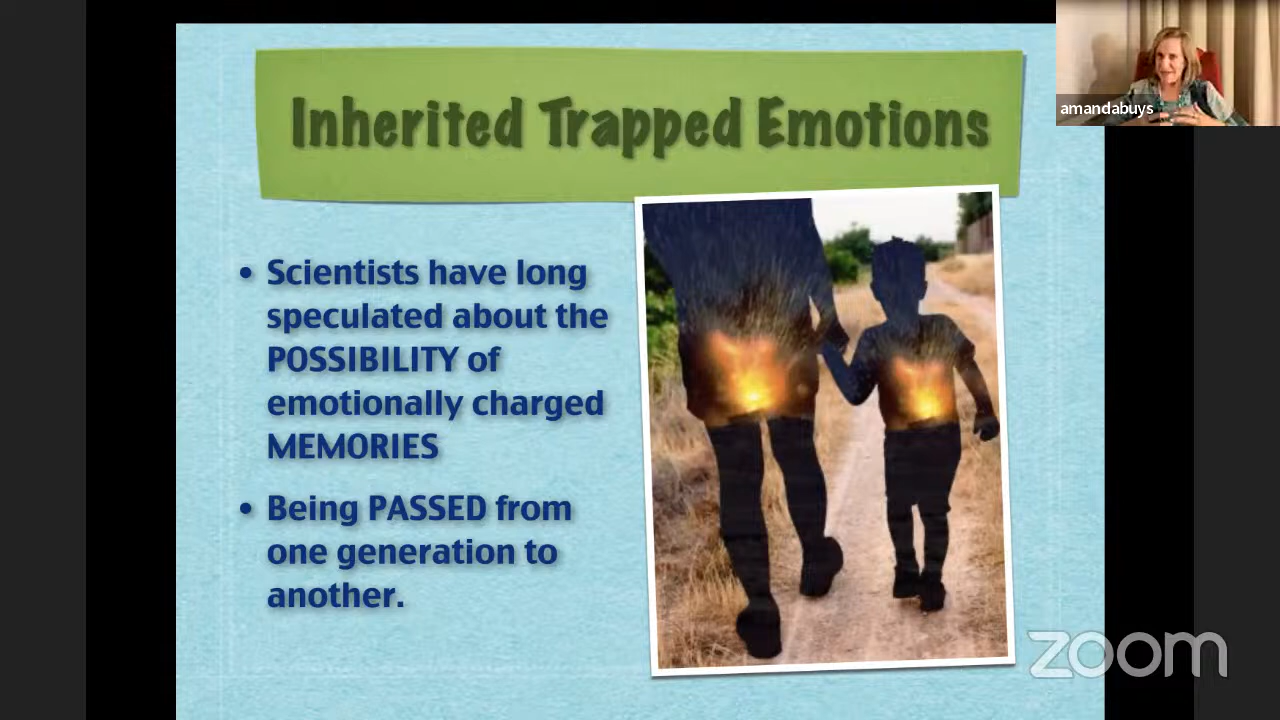 Inherited Trapped Emotions
amandabuys
• Scientists have long
speculated about the
POSSIBILITY of
emotionally charged
MEMORIES
• Being PASSED from
one generation to
another.
zoom